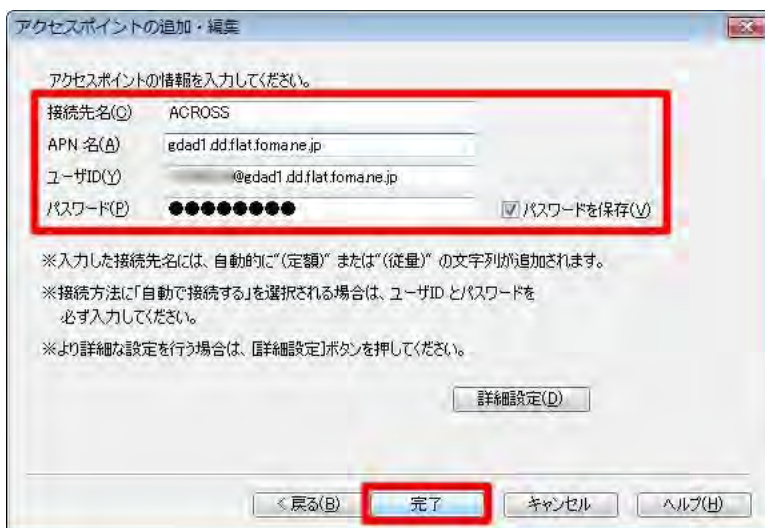 アクセスポイントの追加・編集
アクセスポイントの情報を入力してください。
接続先名(O) ACROSS
APN 名(A) gdad1.dd.flat.foma.ne.jp
ユーザID(Y) @gdad1.dd.flat.foma.ne.jp
パスワード(P) ●●●●●●●● パスワードを保存(V)
※入力した接続先名には、自動的に"(定額)" または"(従量)" の文字列が追加されます。
※接続方法に「自動で接続する」を選択される場合は、ユーザID とパスワードを
必ず入力してください。
※より詳細な設定を行う場合は、[詳細設定]ボタンを押してください。
詳細設定(D)
< 戻る(B) 完了 キャンセル ヘルプ(H)